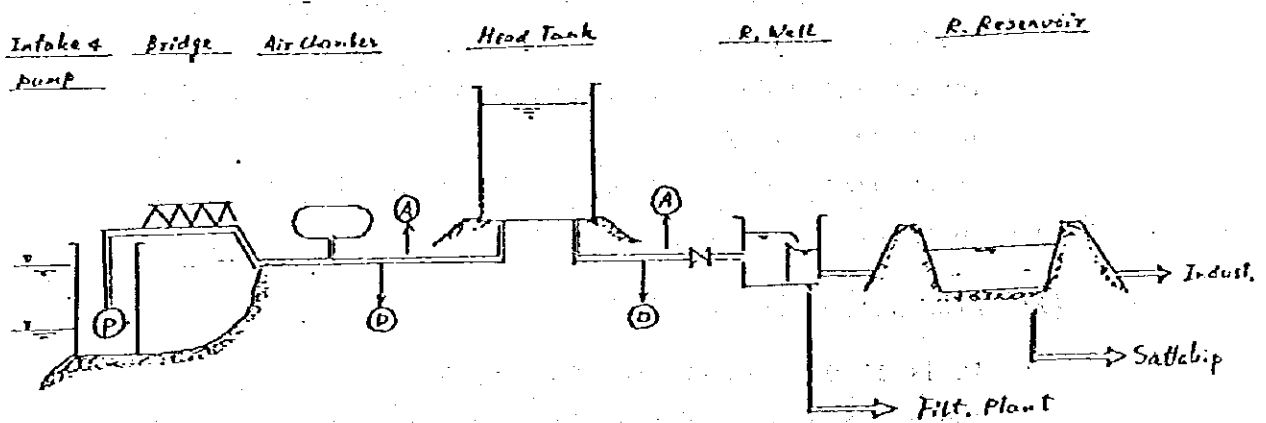 Intake & Bridge Air Chamber Head Tank R. Well R. Reservoir
pump
A
A
P
D
D
Indust.
Sattahip
Filt. Plant